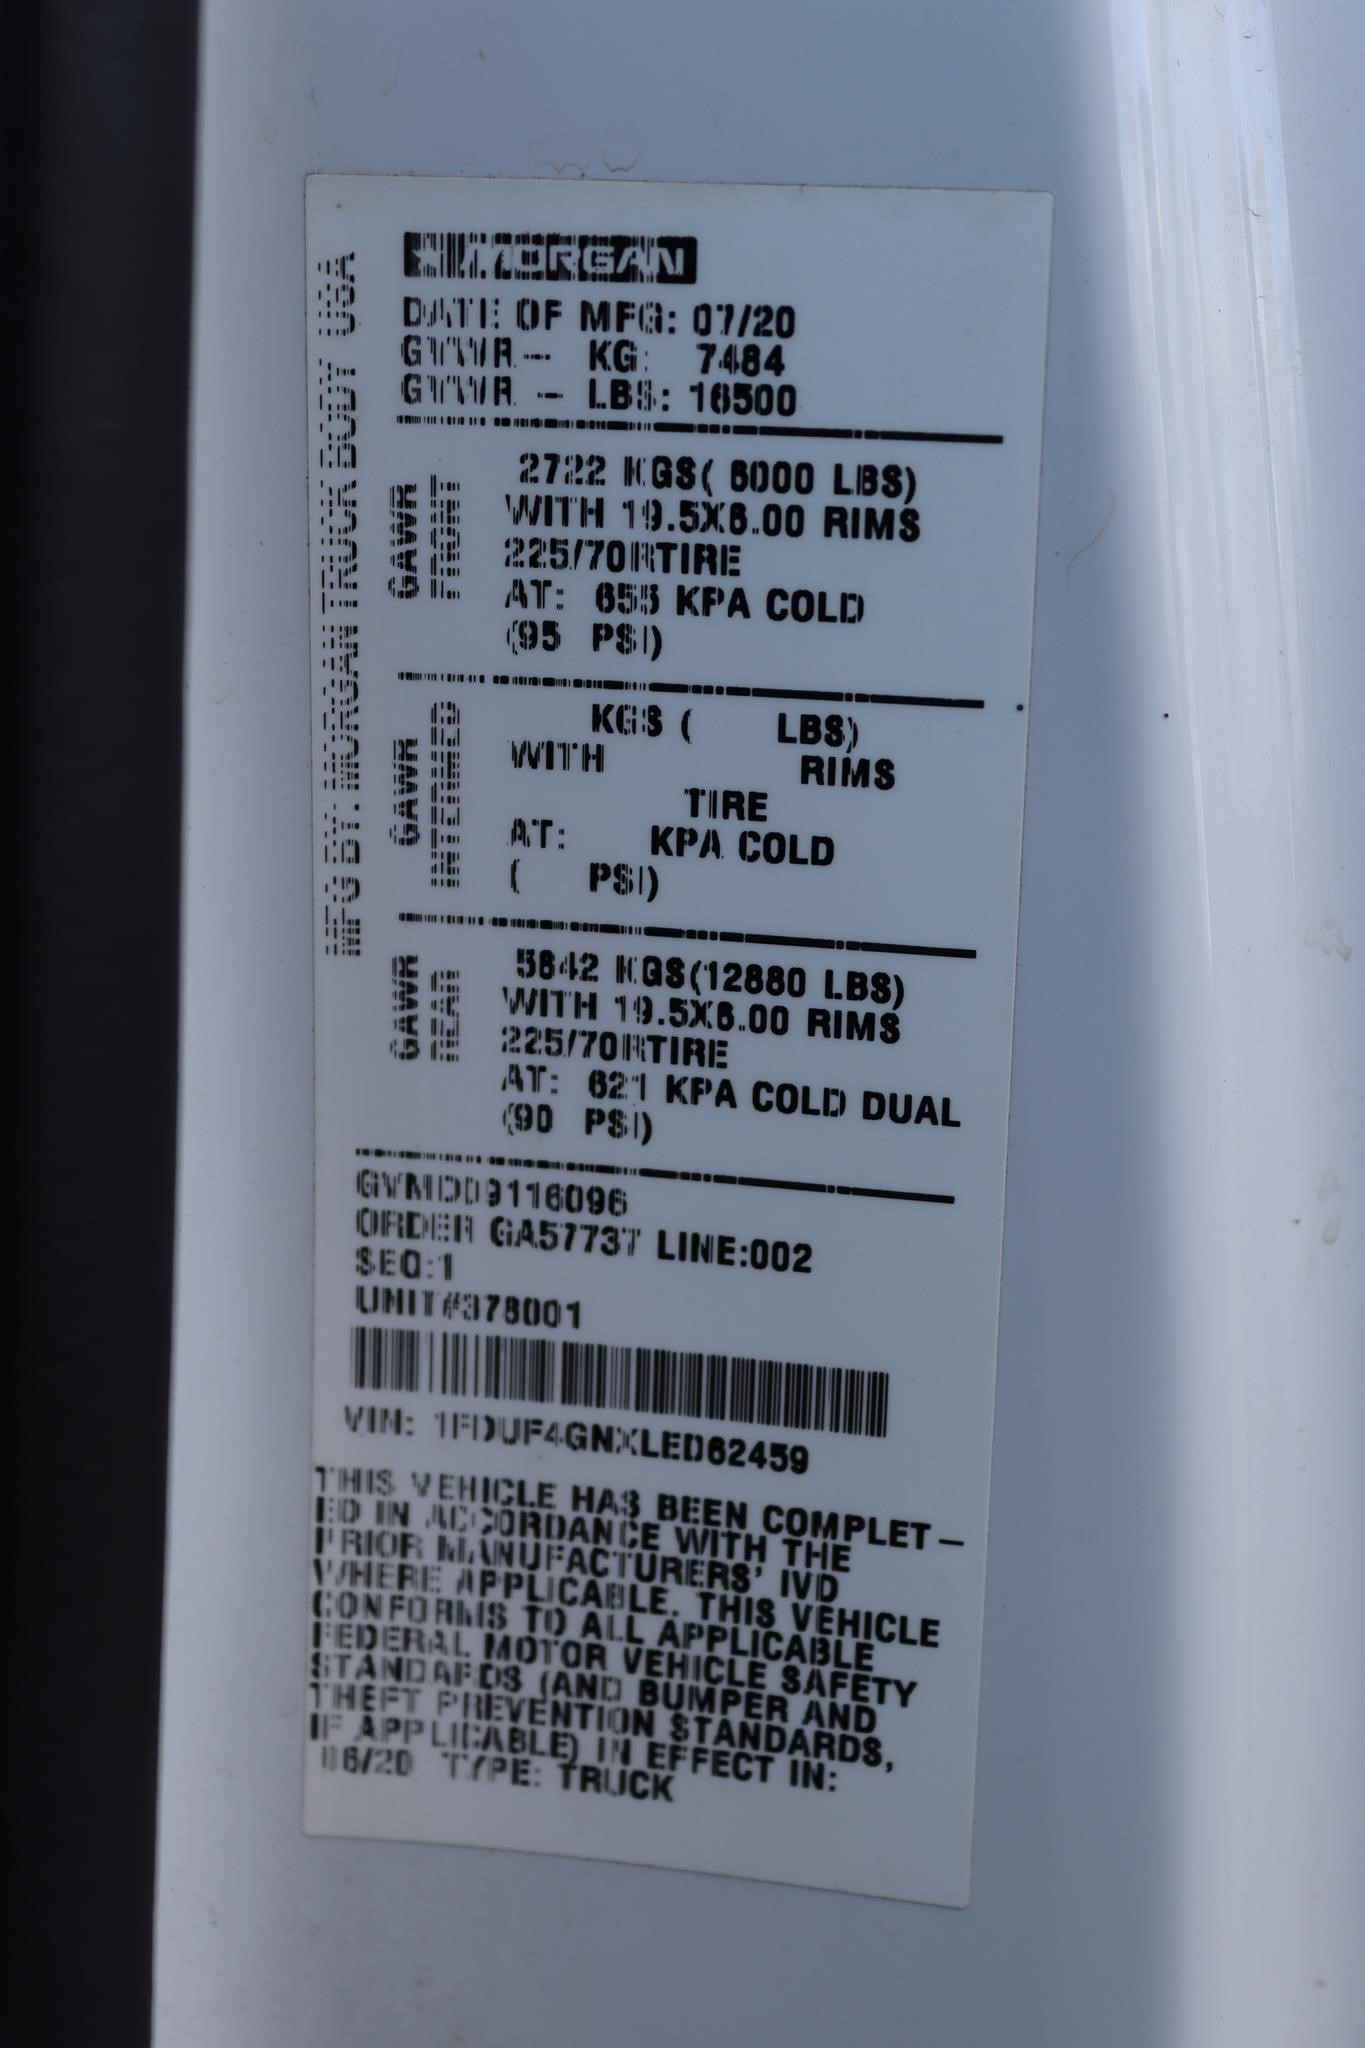 MORGAN
DATE OF MFG: 07/20
GVWR - KG: 7484
GVWR - LBS: 16500
MFG BY: MORGAN TRUCK BODY USA
GAWR
FRONT
2722 KGS( 6000 LBS)
WITH 19.5X6.00 RIMS
225/70RTIRE
AT: 655 KPA COLD
(95 PSI)
GAWR
INTERMED
KGS ( LBS)
WITH RIMS
TIRE
AT: KPA COLD
( PSI)
GAWR
REAR
5842 KGS(12880 LBS)
WITH 19.5X6.00 RIMS
225/70RTIRE
AT: 621 KPA COLD DUAL
(90 PSI)
GVMDD9116096
ORDER GA57737 LINE:002
SEQ:1
UNIT#378001
VIN: 1FDUF4GNXLED62459
THIS VEHICLE HAS BEEN COMPLET-
ED IN ACCORDANCE WITH THE
PRIOR MANUFACTURERS' IVD
WHERE APPLICABLE. THIS VEHICLE
CONFORMS TO ALL APPLICABLE
FEDERAL MOTOR VEHICLE SAFETY
STANDARDS (AND BUMPER AND
THEFT PREVENTION STANDARDS,
IF APPLICABLE) IN EFFECT IN:
06/20 TYPE: TRUCK